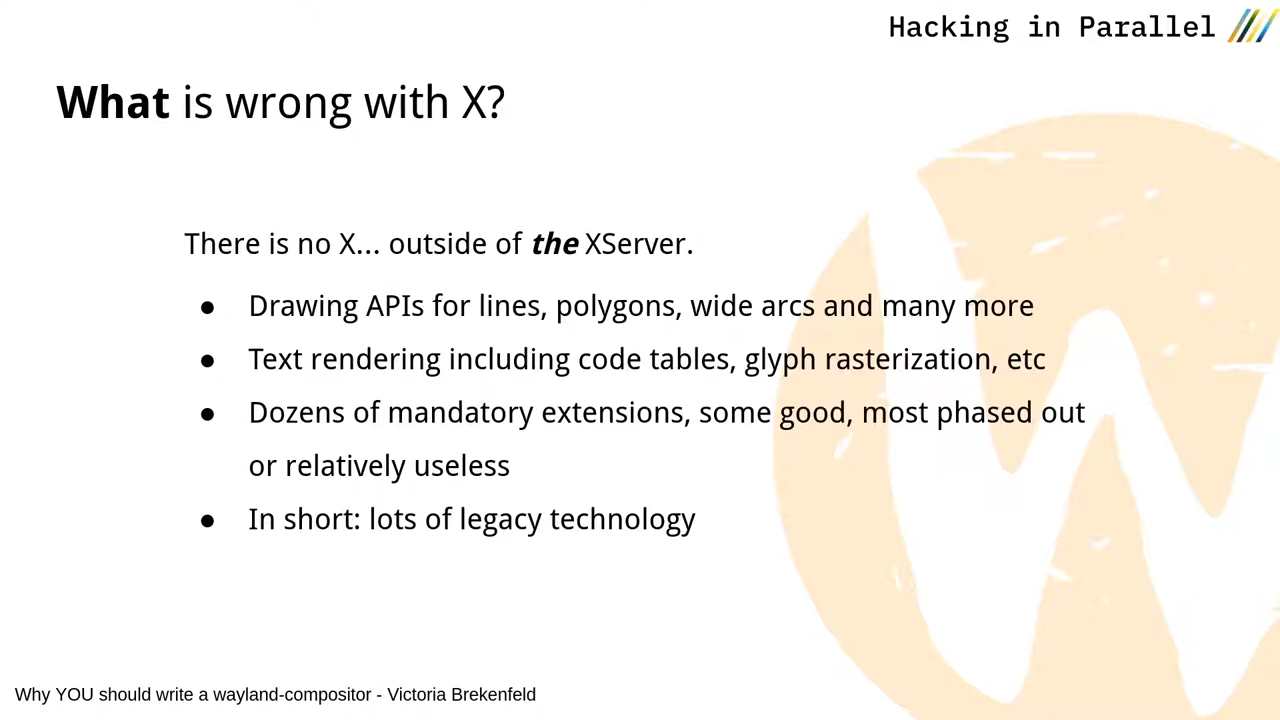 Hacking in Parallel
What is wrong with X?
There is no X... outside of the XServer.
● Drawing APIs for lines, polygons, wide arcs and many more
● Text rendering including code tables, glyph rasterization, etc
● Dozens of mandatory extensions, some good, most phased out
or relatively useless
● In short: lots of legacy technology
Why YOU should write a wayland-compositor - Victoria Brekenfeld